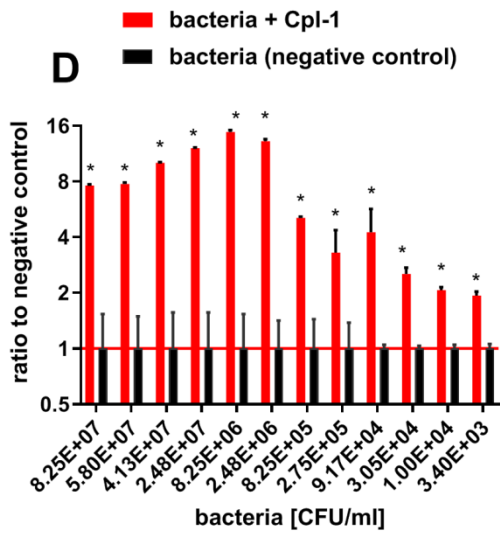 bacteria + Cpl-1
bacteria (negative control)
D
ratio to negative control
16
8
4
2
1
0.5
* * * * * * * * * * * *
8.25E+07
5.80E+07
4.13E+07
2.48E+07
8.25E+06
2.48E+06
8.25E+05
2.75E+05
9.17E+04
3.05E+04
1.00E+04
3.40E+03
bacteria [CFU/ml]